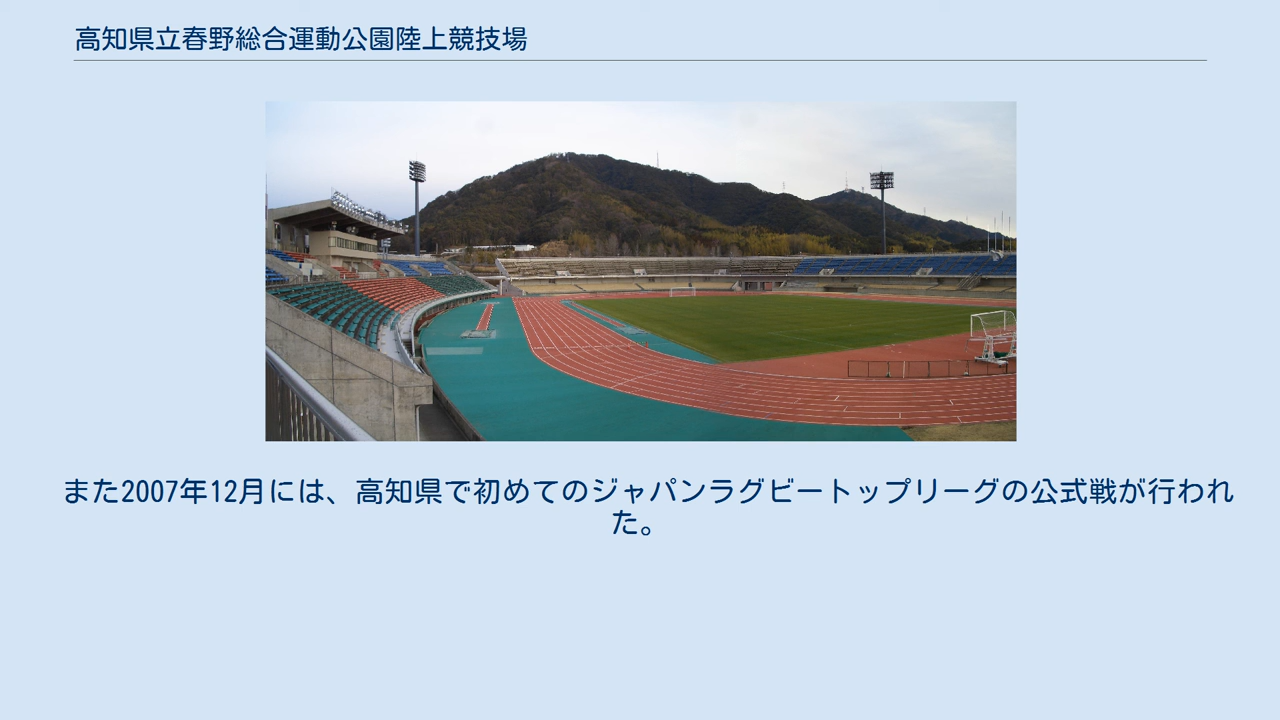 高知県立春野総合運動公園陸上競技場
また2007年12月には、高知県で初めてのジャパンラグビートップリーグの公式戦が行われ
た。